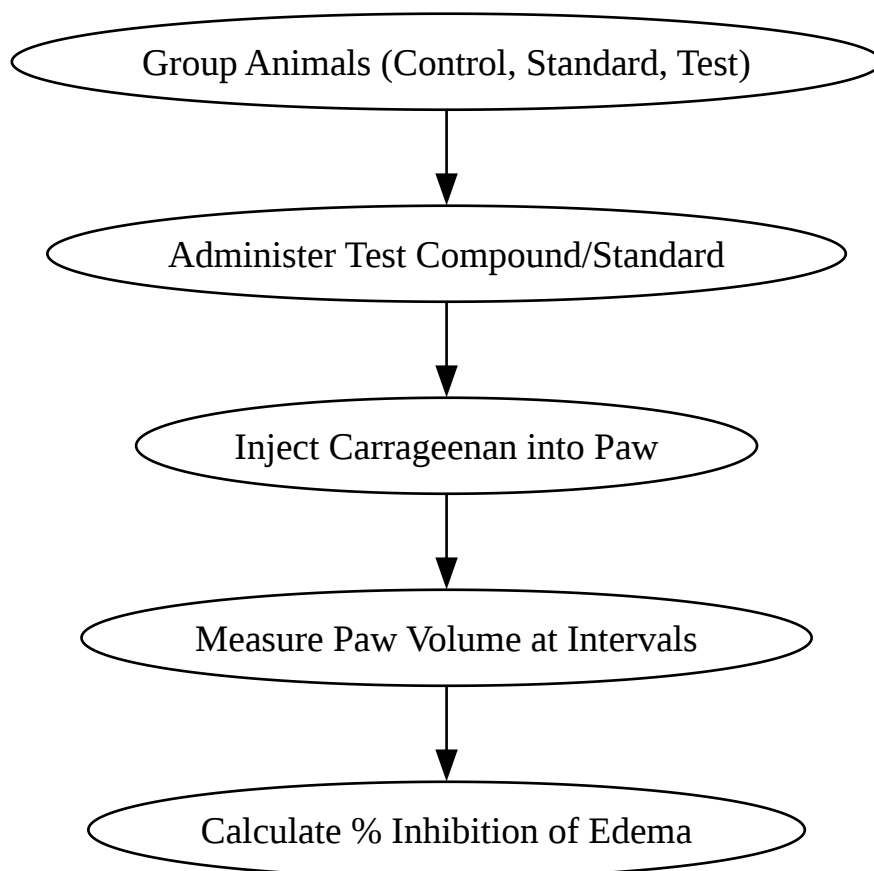 Group Animals (Control, Standard, Test)
Administer Test Compound/Standard
Inject Carrageenan into Paw
Measure Paw Volume at Intervals
Calculate % Inhibition of Edema